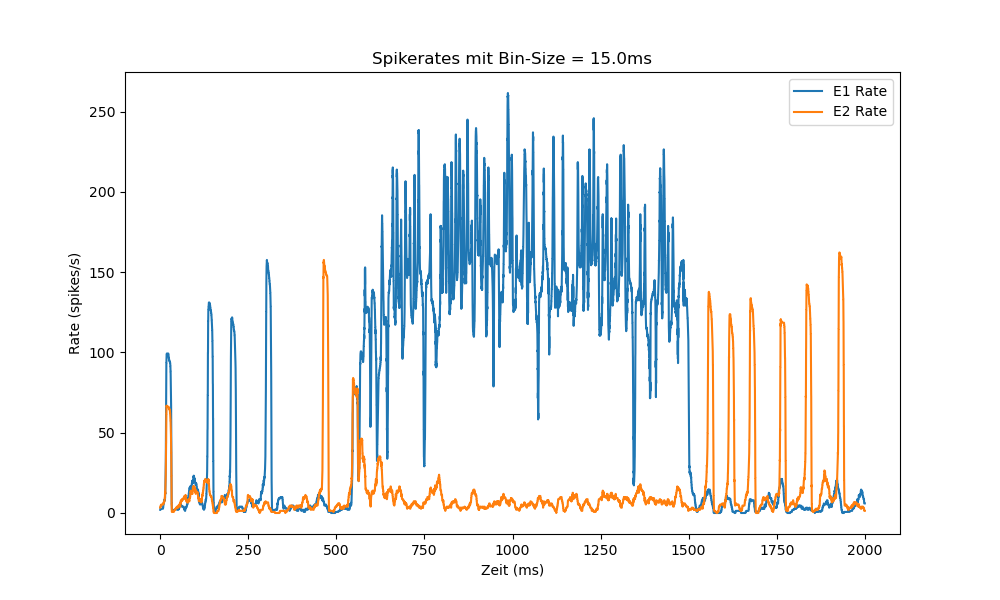 Spikerates mit Bin-Size = 15.0ms
E1 Rate
E2 Rate
Rate (spikes/s)
250
200
150
100
50
0
0 250 500 750 1000 1250 1500 1750 2000
Zeit (ms)